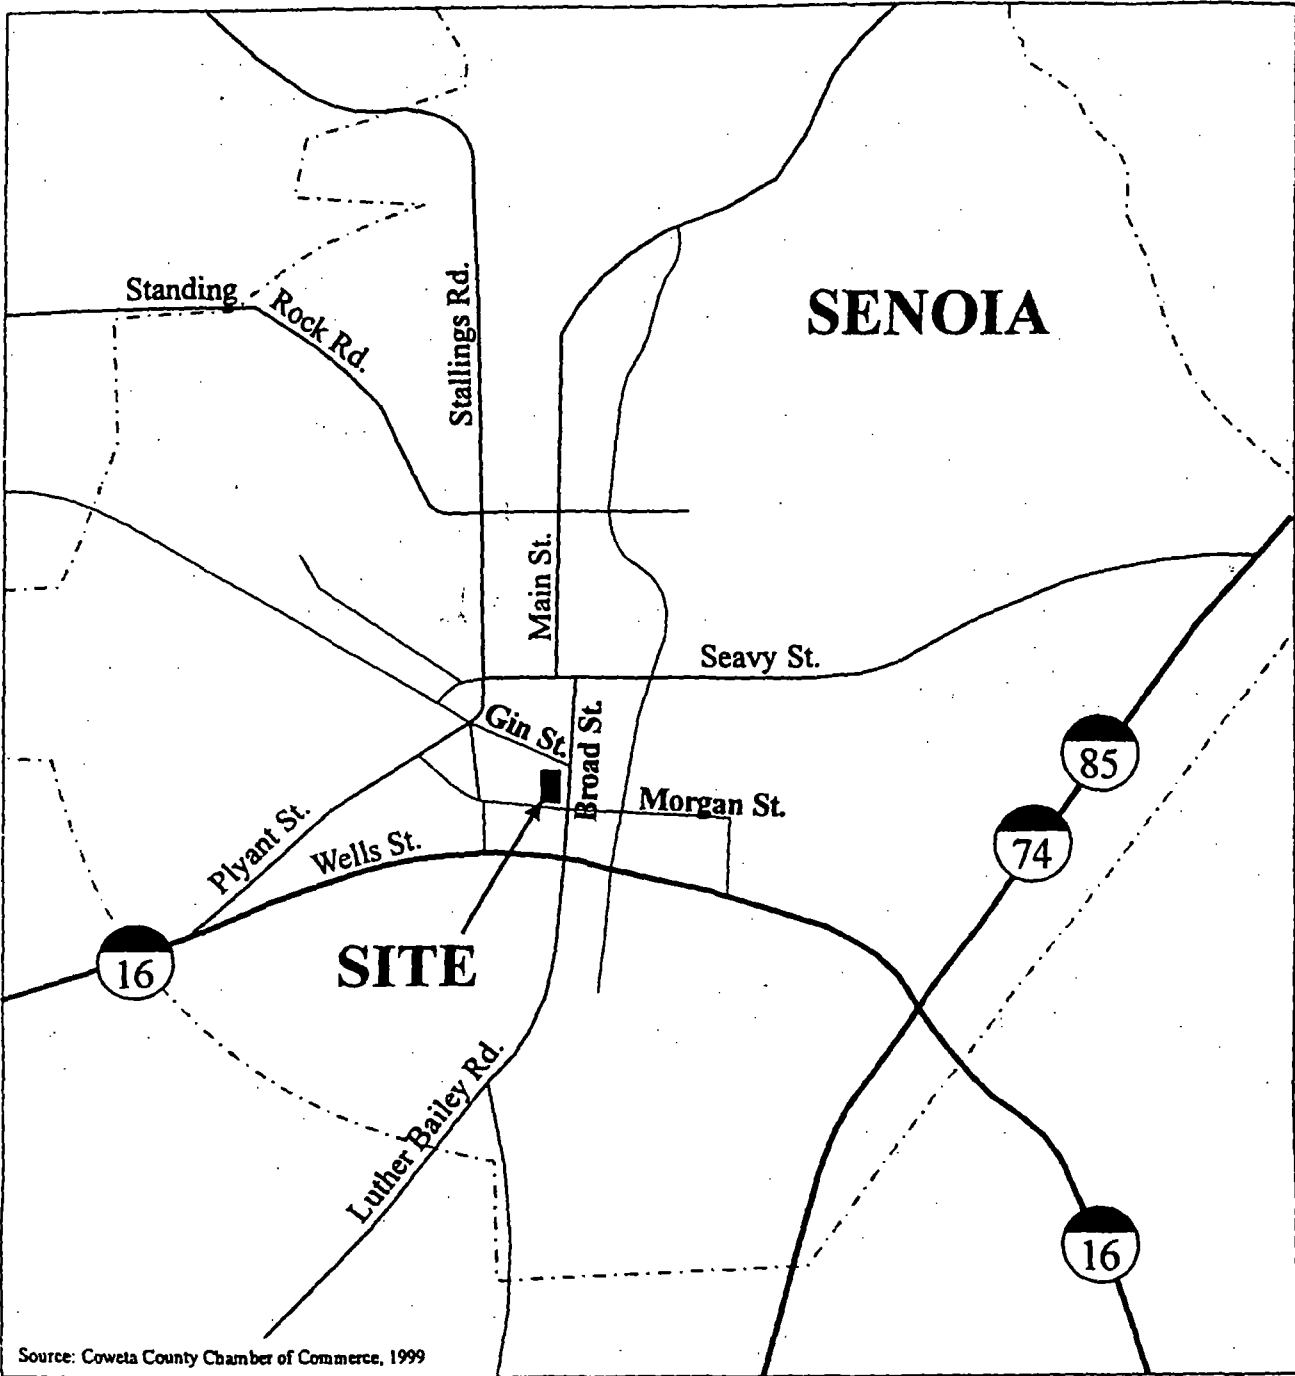 Standing
Rock Rd.
Stallings Rd.
SENOIA
Main St.
Seavy St.
Gin St.
Broad St.
85
Morgan St.
74
Plyant St.
Wells St.
SITE
16
Luther Bailey Rd.
16
Source: Coweta County Chamber of Commerce, 1999